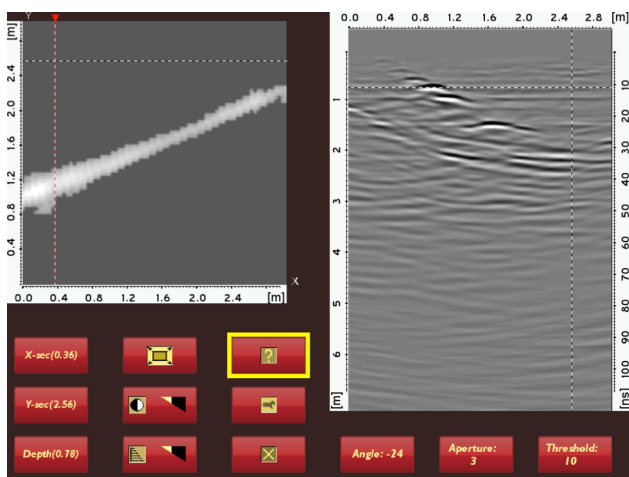 Y
[m]
2.4
2.0
1.6
1.2
0.8
0.4
X
0.0 0.4 0.8 1.2 1.6 2.0 2.4 [m]
0.0 0.4 0.8 1.2 1.6 2.0 2.4 2.8 [m]
1
2
3
4
5
6
[m]
10
20
30
40
50
60
70
80
90
100
[ns]
X-sec(0.36)
?
Y-sec(2.56)
Depth(0.78)
Angle: -24
Aperture:
3
Threshold:
10